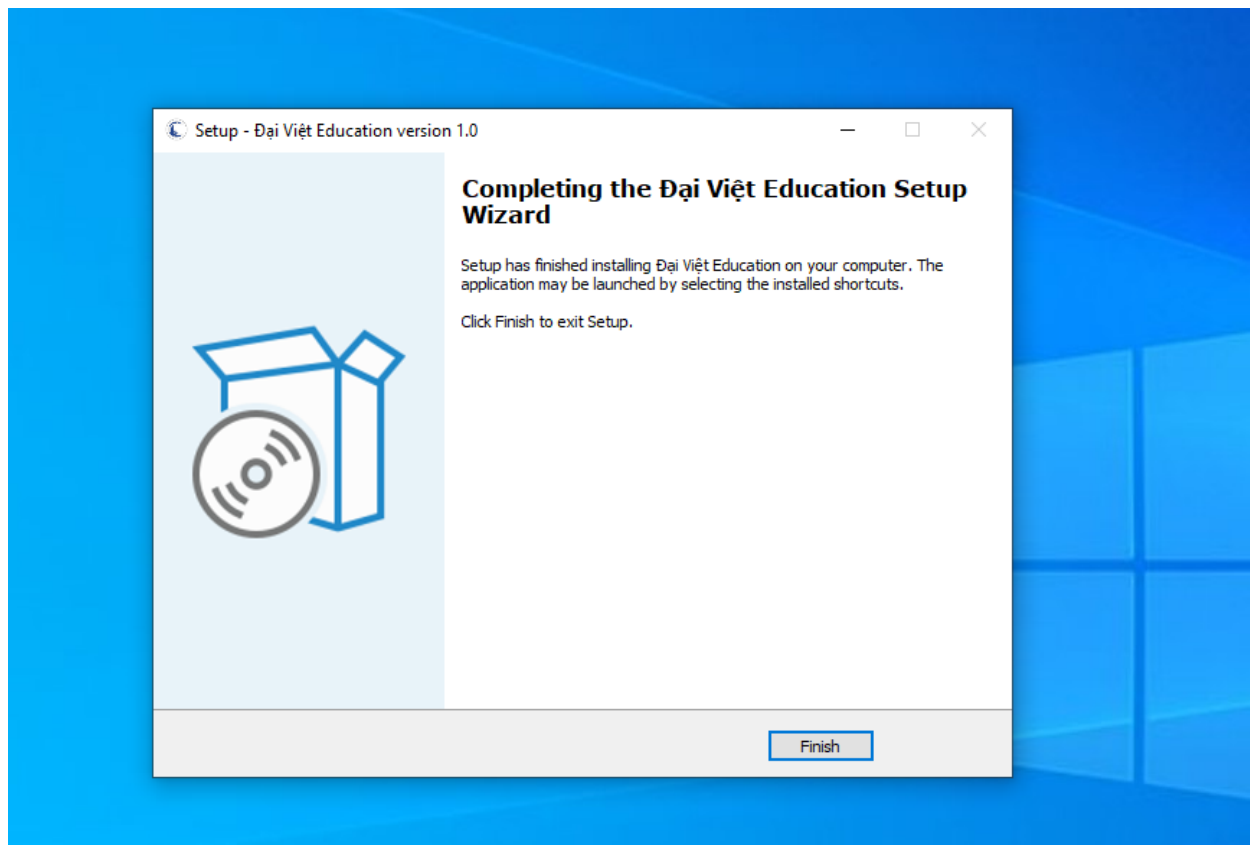 Setup - Đại Việt Education version 1.0
Completing the Đại Việt Education Setup
Wizard
Setup has finished installing Đại Việt Education on your computer. The
application may be launched by selecting the installed shortcuts.
Click Finish to exit Setup.
Finish